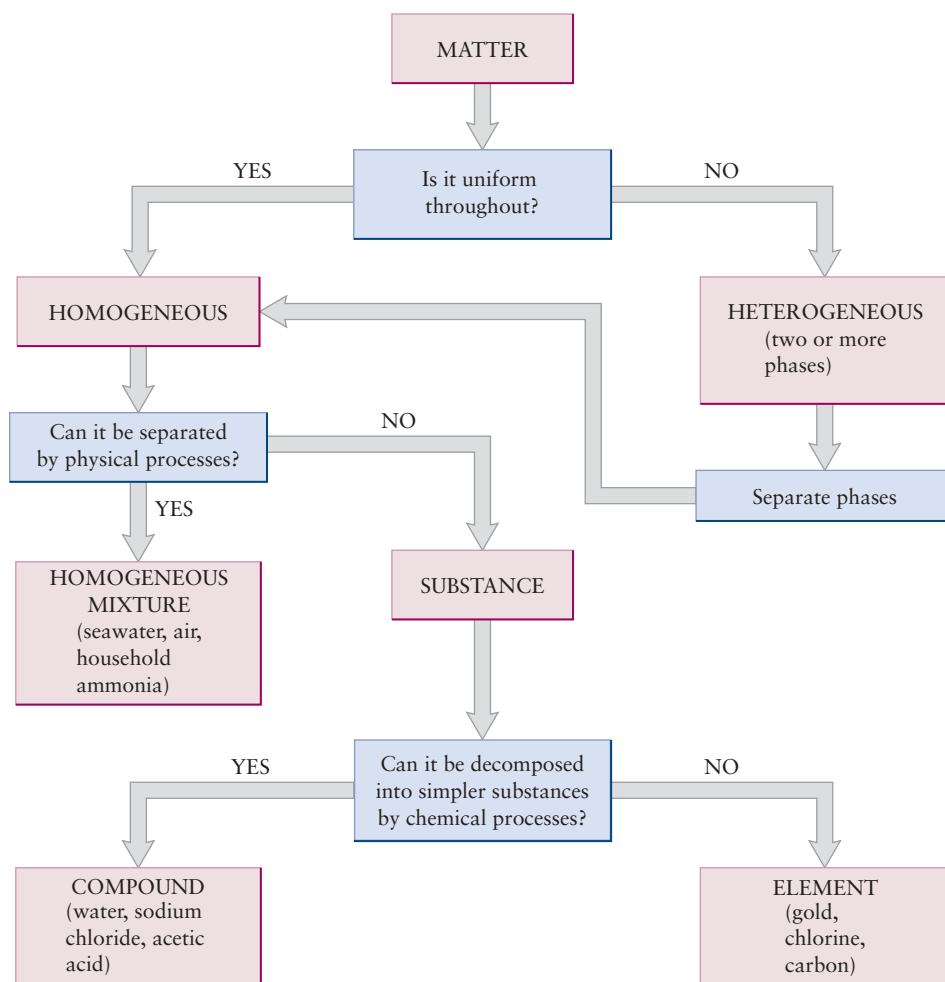 MATTER
YES
Is it uniform
throughout?
NO
HOMOGENEOUS
HETEROGENEOUS
(two or more
phases)
Can it be separated
by physical processes?
NO
YES
Separate phases
HOMOGENEOUS
MIXTURE
(seawater, air,
household
ammonia)
SUBSTANCE
YES
Can it be decomposed
into simpler substances
by chemical processes?
NO
COMPOUND
(water, sodium
chloride, acetic
acid)
ELEMENT
(gold,
chlorine,
carbon)